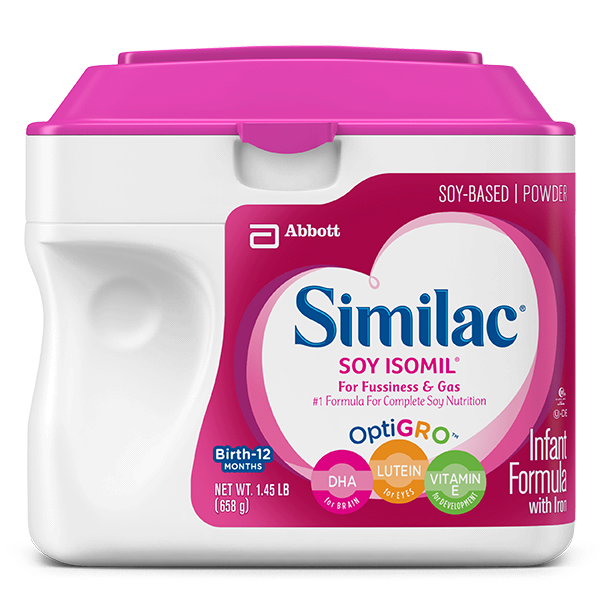 SOY-BASED | POWDER
Abbott
Similac®
SOY ISOMIL®
For Fussiness & Gas
#1 Formula For Complete Soy Nutrition
OptiGRO™
Birth-12
MONTHS
DHA
for BRAIN
LUTEIN
for EYES
VITAMIN
E
for DEVELOPMENT
NET WT. 1.45 LB
(658 g)
U-DE
Infant
Formula
with Iron